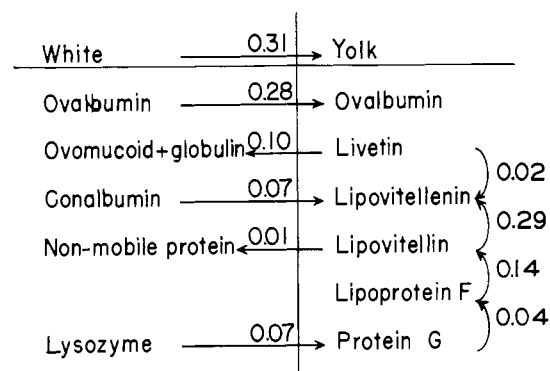 White 0.31 Yolk
Ovalbumin 0.28 Ovalbumin
Ovomucoid+globulin 0.10 Livetin
0.02
Conalbumin 0.07 Lipovitellenin
0.29
Non-mobile protein 0.01 Lipovitellin
0.14
Lipoprotein F
0.04
Lysozyme 0.07 Protein G